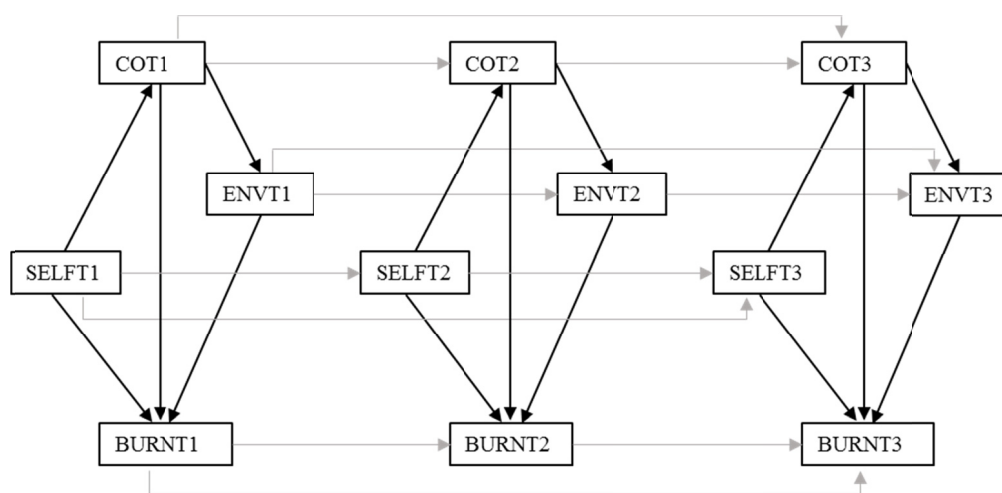 COT1
COT2
COT3
ENVT1
ENVT2
ENVT3
SELFT1
SELFT2
SELFT3
BURNT1
BURNT2
BURNT3